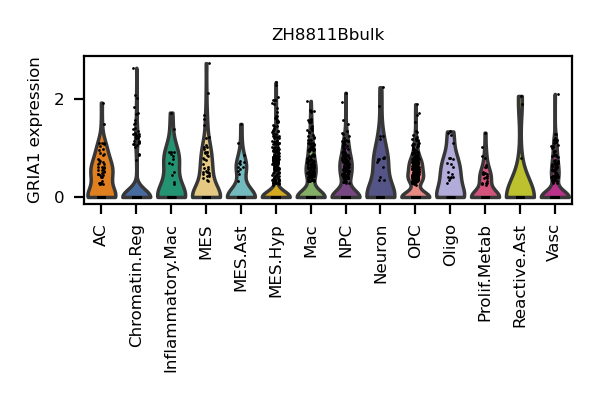 ZH8811Bbulk
GRIA1 expression
2
0
AC
Chromatin.Reg
Inflammatory.Mac
MES
MES.Ast
MES.Hyp
Mac
NPC
Neuron
OPC
Oligo
Prolif.Metab
Reactive.Ast
Vasc